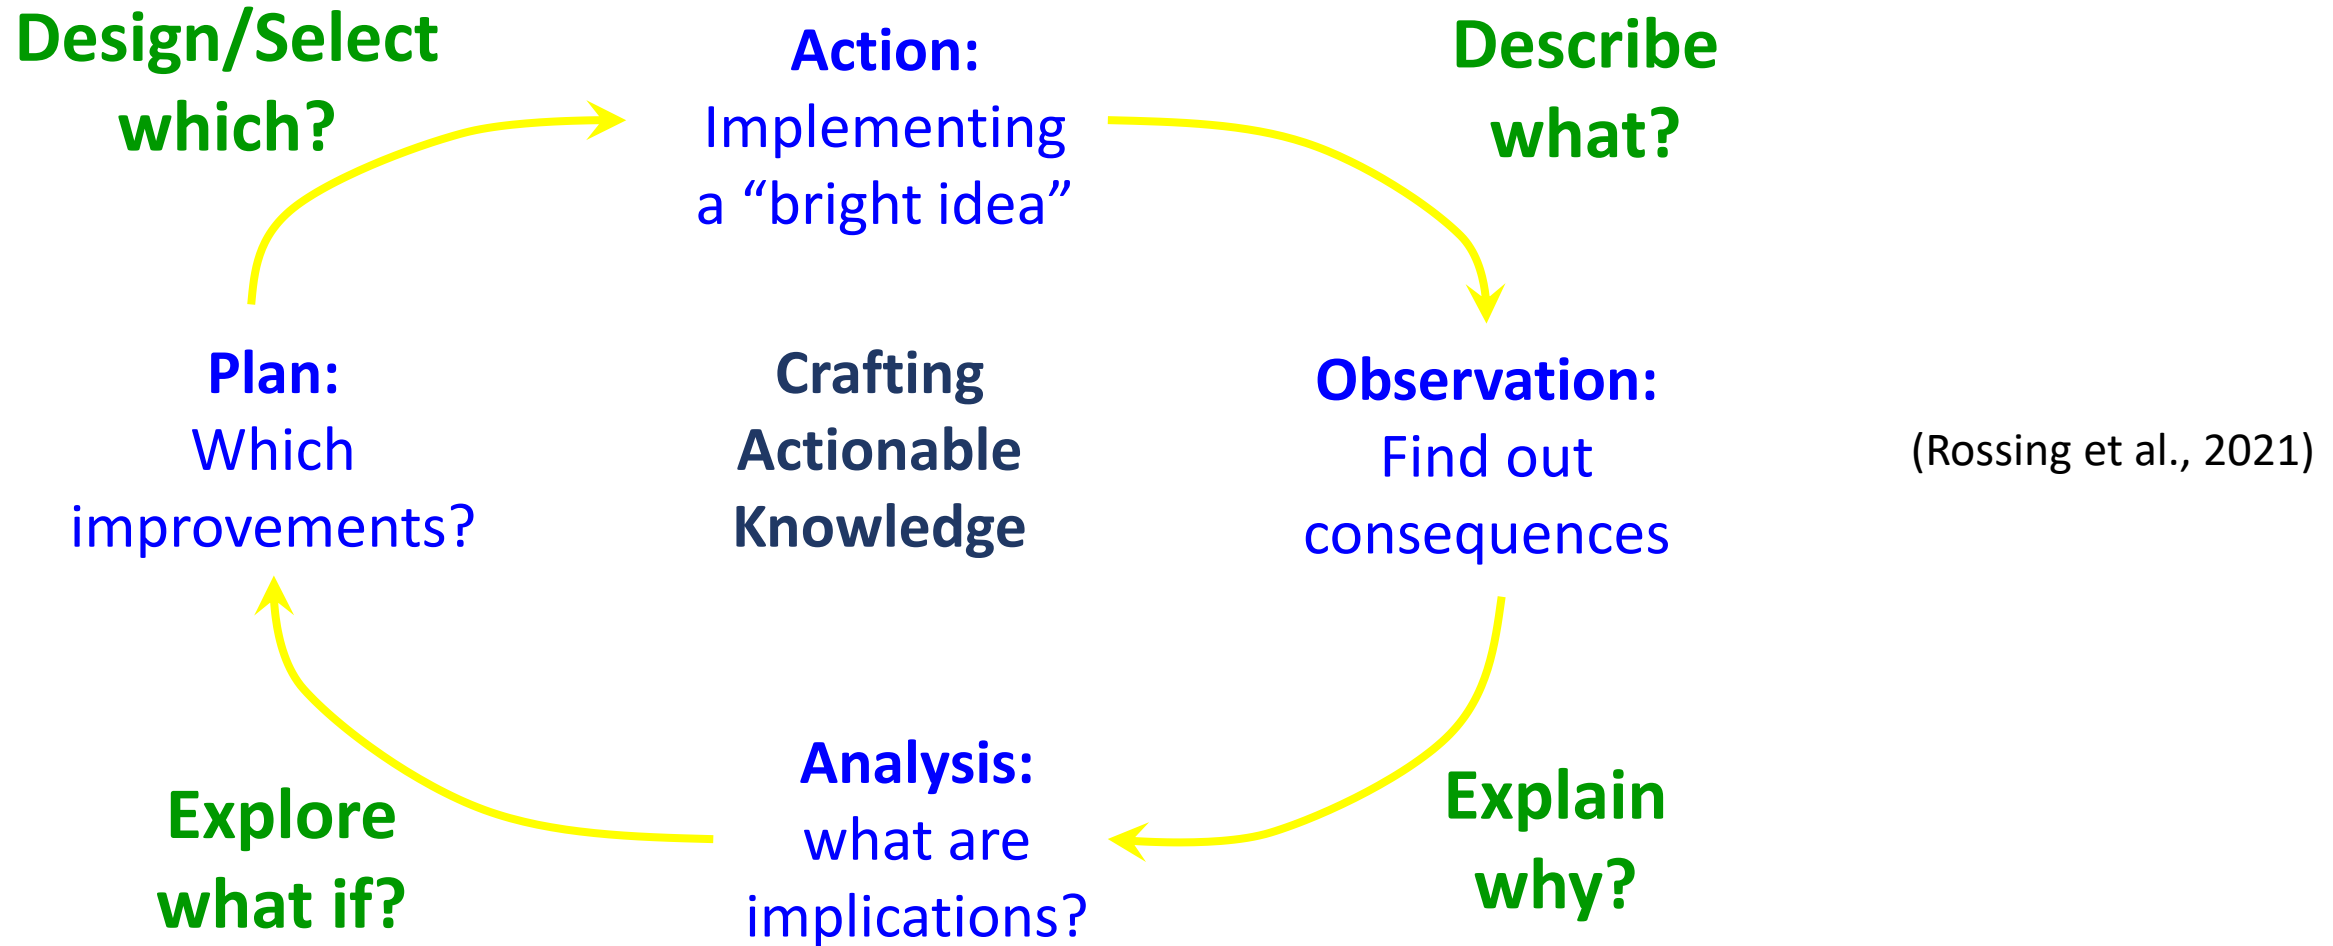 Design/Select
which?
Action:
Implementing
a “bright idea”
Describe
what?
Plan:
Which
improvements?
Crafting
Actionable
Knowledge
Observation:
Find out
consequences
(Rossing et al., 2021)
Explore
what if?
Analysis:
what are
implications?
Explain
why?